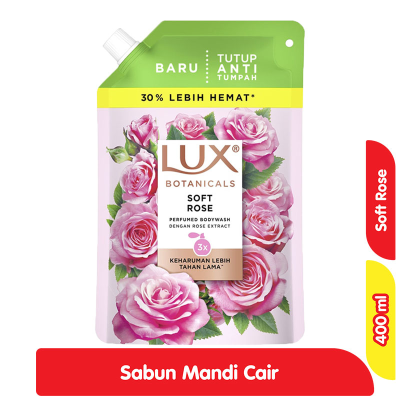 BARU
TUTUP
ANTI
TUMPAH
30% LEBIH HEMAT*
LUX®
BOTANICALS
SOFT
ROSE
PERFUMED BODYWASH
DENGAN ROSE EXTRACT
3x
KEHARUMAN LEBIH
TAHAN LAMA*
Soft Rose
400 ml
Sabun Mandi Cair